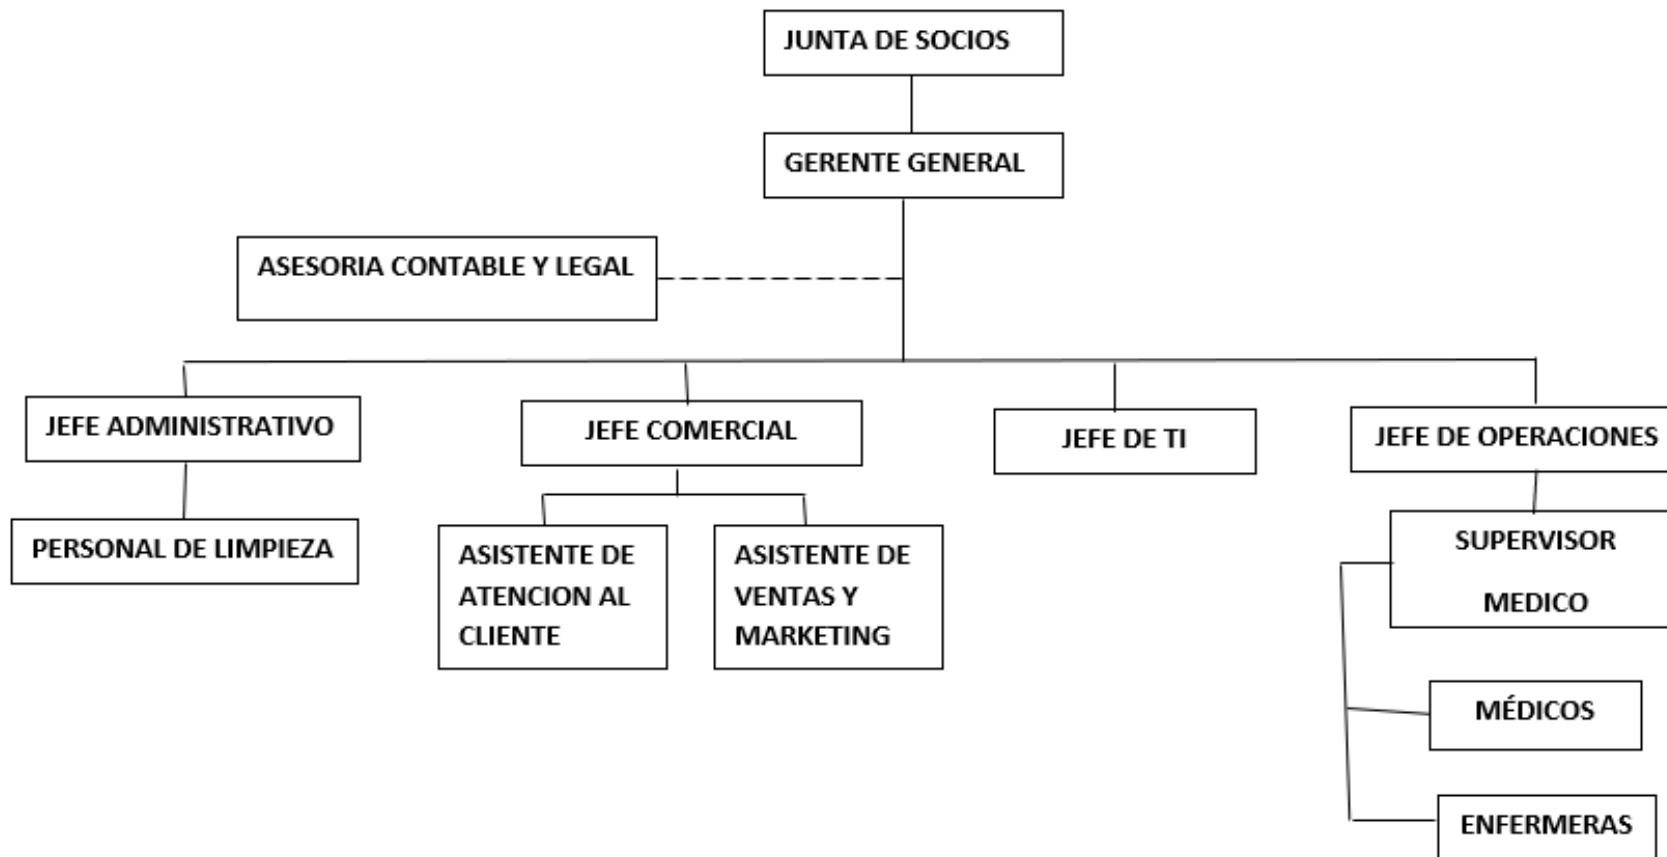 JUNTA DE SOCIOS
GERENTE GENERAL
ASESORIA CONTABLE Y LEGAL
JEFE ADMINISTRATIVO
JEFE COMERCIAL
JEFE DE TI
JEFE DE OPERACIONES
PERSONAL DE LIMPIEZA
ASISTENTE DE
ATENCION AL
CLIENTE
ASISTENTE DE
VENTAS Y
MARKETING
SUPERVISOR
MEDICO
MÉDICOS
ENFERMERAS